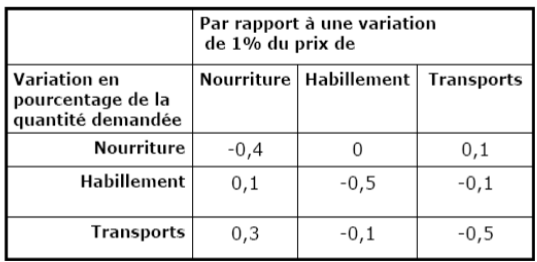 Par rapport à une variation
de 1% du prix de
Variation en
pourcentage de la
quantité demandée
Nourriture Habillement Transports
Nourriture -0,4 0 0,1
Habillement 0,1 -0,5 -0,1
Transports 0,3 -0,1 -0,5